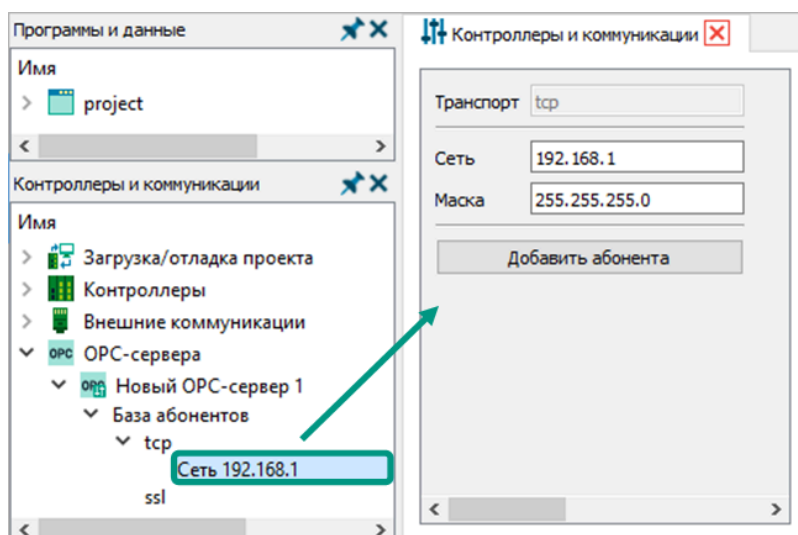 Программы и данные
Имя
project
Контроллеры и коммуникации
Имя
Загрузка/отладка проекта
Контроллеры
Внешние коммуникации
OPC OPC-сервера
OPC Новый OPC-сервер 1
База абонентов
tcp
Сеть 192.168.1
ssl
Контроллеры и коммуникации
Транспорт tcp
Сеть 192.168.1
Маска 255.255.255.0
Добавить абонента